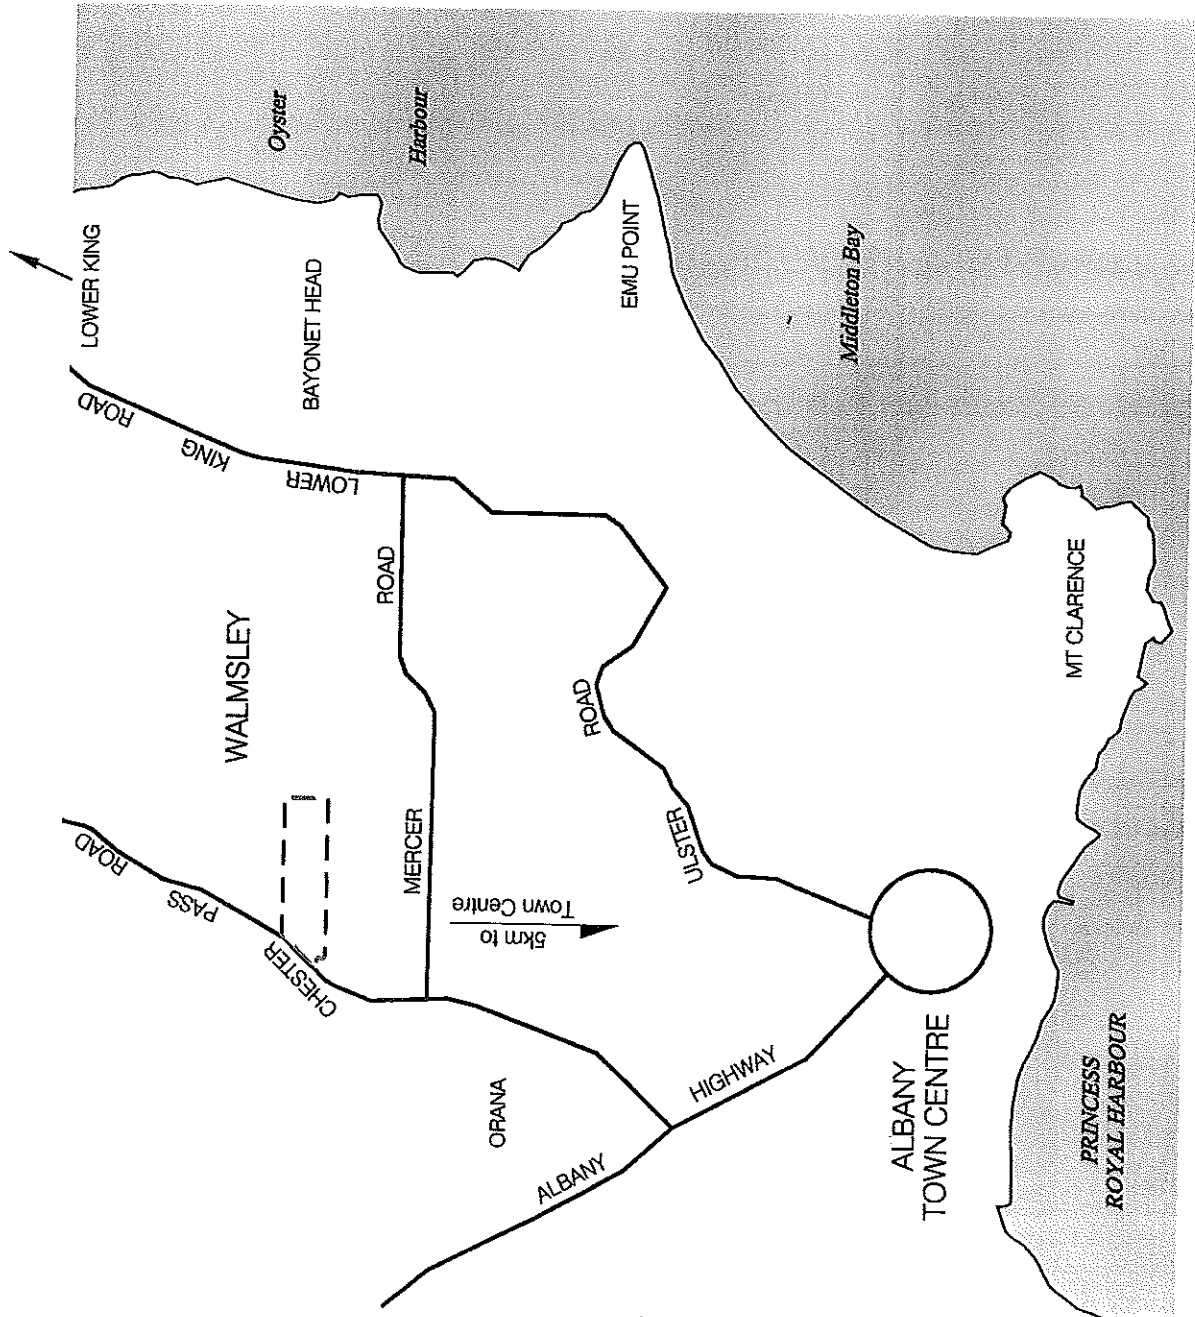 LOWER KING
Oyster
Harbour
BAYONET HEAD
EMU POINT
Middleton Bay
LOWER KING ROAD
WALMSLEY
MERCER ROAD
CHESTER PASS ROAD
5km to
Town Centre
ULSTER ROAD
MT CLARENCE
ORANA
ALBANY HIGHWAY
ALBANY
TOWN CENTRE
PRINCESS
ROYAL HARBOUR